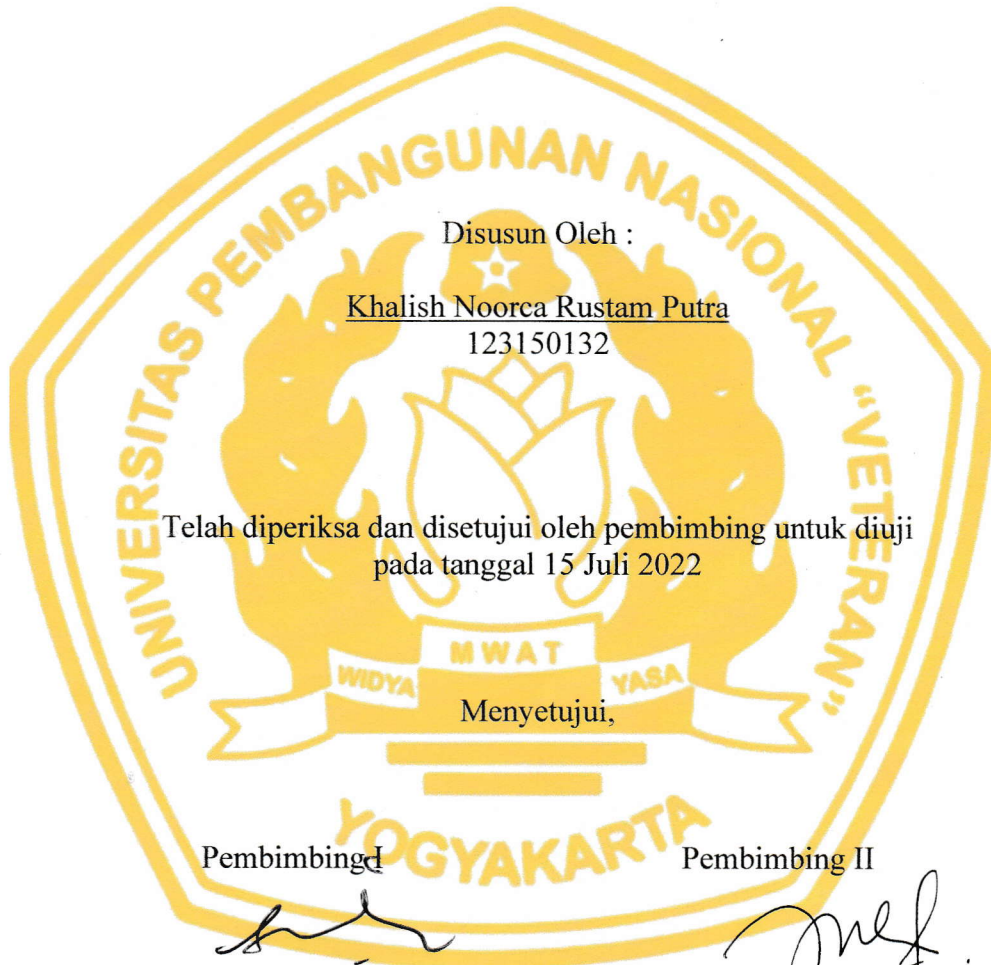 UNIVERSITAS PEMBANGUNAN NASIONAL "VETERAN"
Disusun Oleh :
Khalish Noorca Rustam Putra
123150132
Telah diperiksa dan disetujui oleh pembimbing untuk diuji
pada tanggal 15 Juli 2022
WIDYA MWAT YASA
Menyetujui,
YOGYAKARTA
Pembimbing I Pembimbing II